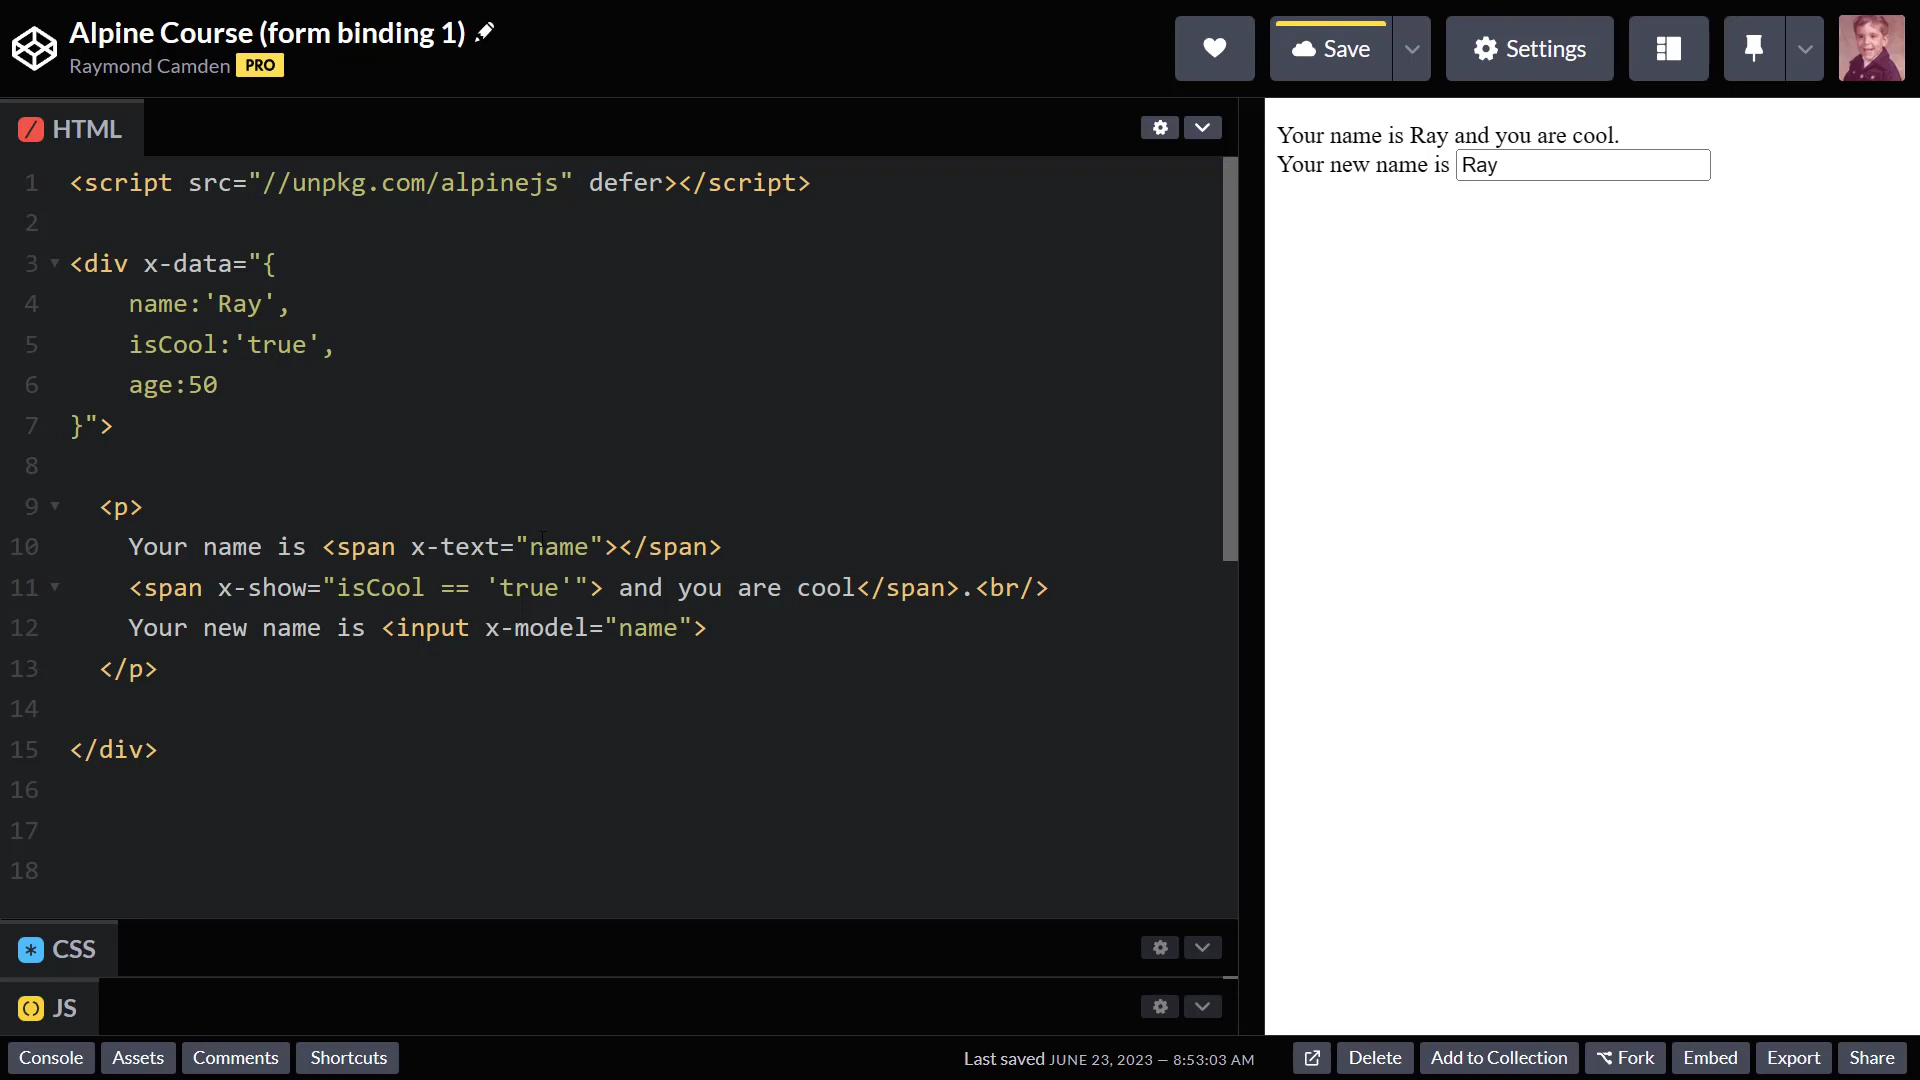 Alpine Course (form binding 1)
Raymond Camden PRO
Save
Settings
HTML
1 <script src="//unpkg.com/alpinejs" defer></script>
2
3 <div x-data="{
4 name:'Ray',
5 isCool:'true',
6 age:50
7 }">
8
9 <p>
10 Your name is <span x-text="name"></span>
11 <span x-show="isCool == 'true'"> and you are cool</span>.<br/>
12 Your new name is <input x-model="name">
13 </p>
14
15 </div>
16
17
18
Your name is Ray and you are cool.
Your new name is Ray
CSS
JS
Console Assets Comments Shortcuts
Last saved JUNE 23, 2023 — 8:53:03 AM
Delete Add to Collection Fork Embed Export Share